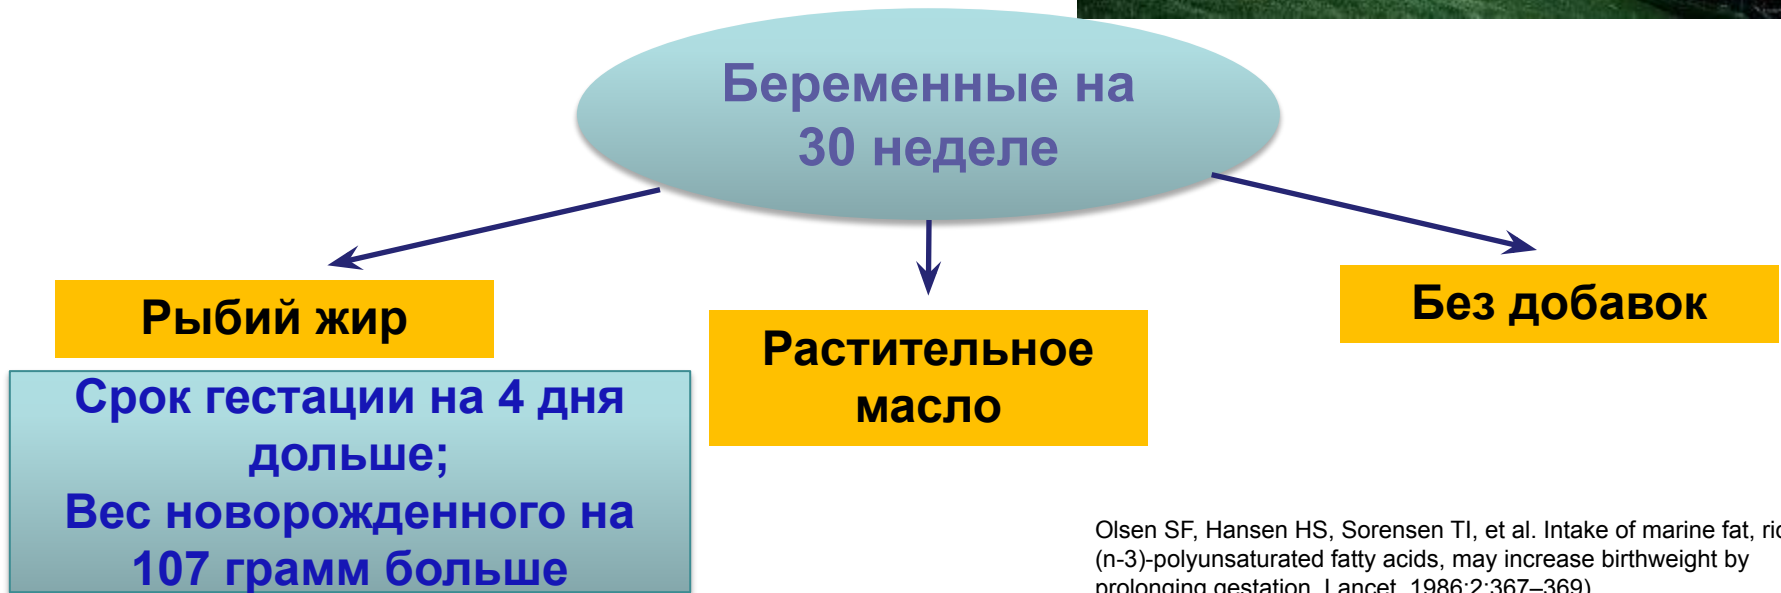 Беременные на
30 неделе
Рыбий жир
Растительное
масло
Без добавок
Срок гестации на 4 дня
дольше;
Вес новорожденного на
107 грамм больше
Olsen SF, Hansen HS, Sorensen TI, et al. Intake of marine fat,
(n-3)-polyunsaturated fatty acids, may increase birthweight by
prolonging gestation. Lancet. 1986;2:367–369)